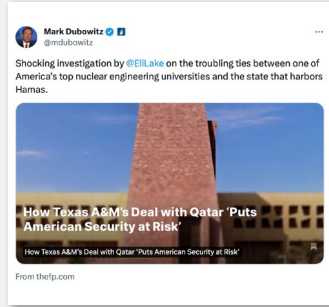 Mark Dubowitz
@mdubowitz
Shocking investigation by @EliLake on the troubling ties between one of
America's top nuclear engineering universities and the state that harbors
Hamas.
How Texas A&M's Deal with Qatar 'Puts
American Security at Risk'
How Texas A&M's Deal with Qatar 'Puts American Security at Risk'
From thefp.com